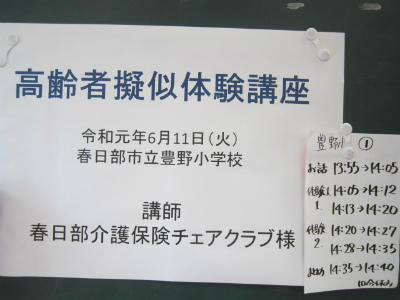 高齢者擬似体験講座
令和元年6月11日(火)
春日部市立豊野小学校
講師
春日部介護保険チェアクラブ様
豊野小 ①
お話 13:55→14:05
体験1 14:05→14:12
1. 14:13→14:20
体験 14:20→14:27
2. 14:28→14:35
14:35→14:40